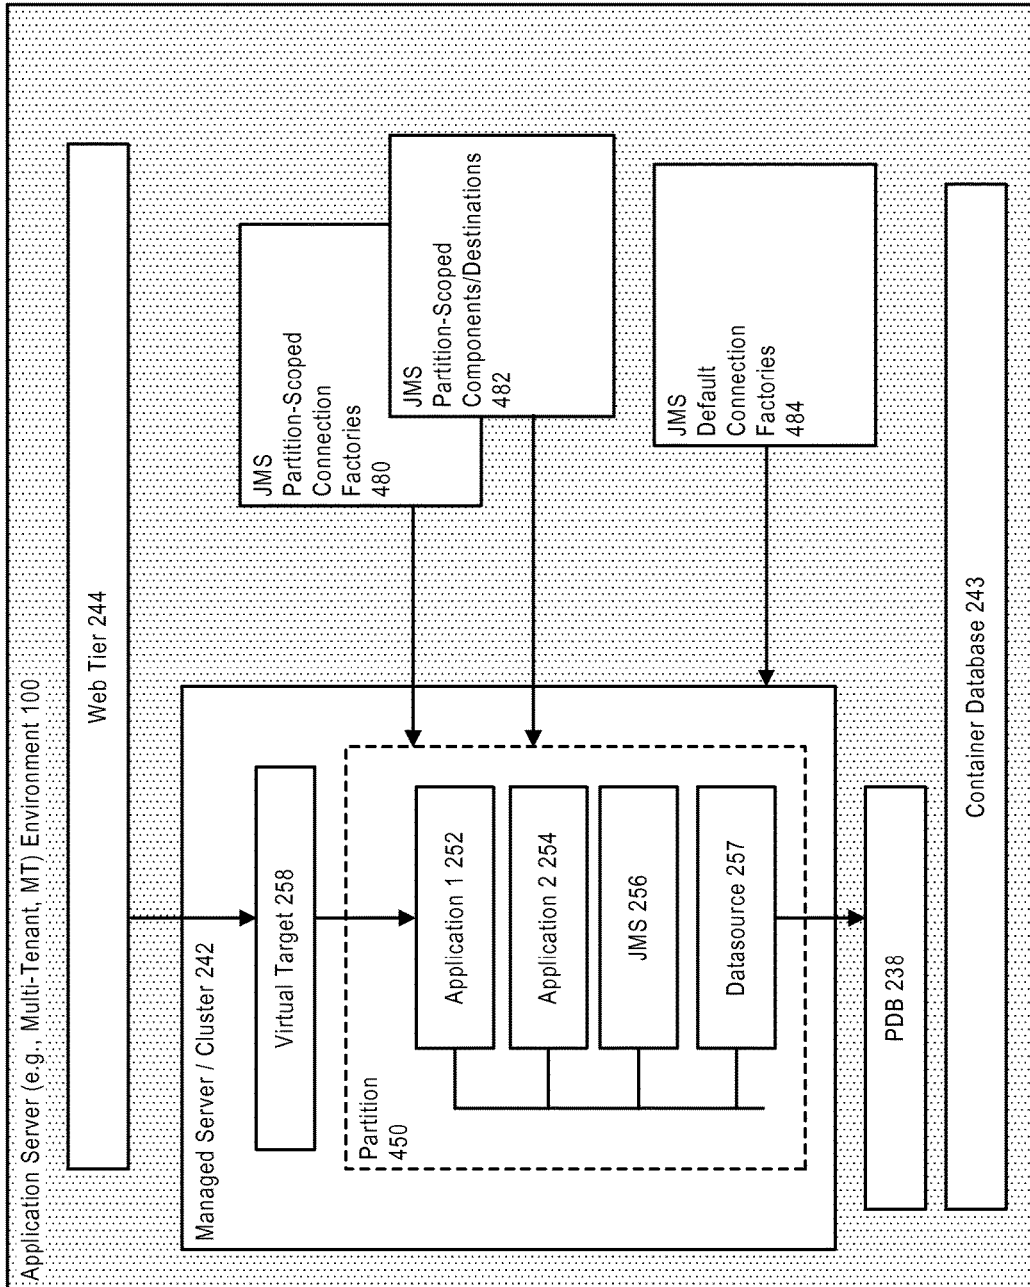 Application Server (e.g., Multi-Tenant, MT) Environment 100
Web Tier 244
Managed Server / Cluster 242
Virtual Target 258
Partition
450
Application 1 252
Application 2 254
JMS 256
Datasource 257
JMS
Partition-Scoped
Connection
Factories
480
JMS
Partition-Scoped
Components/Destinations
482
JMS
Default
Connection
Factories
484
PDB 238
Container Database 243